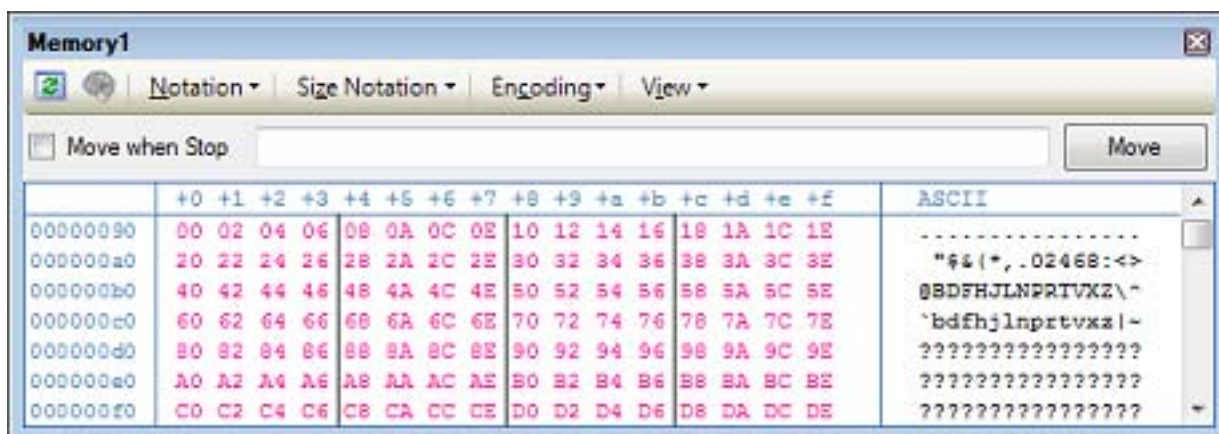 Memory1
Notation Size Notation Encoding View
Move when Stop Move
+0 +1 +2 +3 +4 +5 +6 +7 +8 +9 +a +b +c +d +e +f ASCII
00000090 00 02 04 06 08 0A 0C 0E 10 12 14 16 18 1A 1C 1E ................
000000a0 20 22 24 26 28 2A 2C 2E 30 32 34 36 38 3A 3C 3E "$&(*,.02468:<>
000000b0 40 42 44 46 48 4A 4C 4E 50 52 54 56 58 5A 5C 5E @BDFHJLNPRTVXZ\^
000000c0 60 62 64 66 68 6A 6C 6E 70 72 74 76 78 7A 7C 7E `bdfhjlnprtvxz|~
000000d0 80 82 84 86 88 8A 8C 8E 90 92 94 96 98 9A 9C 9E ????????????????
000000e0 A0 A2 A4 A6 A8 AA AC AE B0 B2 B4 B6 B8 BA BC BE ????????????????
000000f0 C0 C2 C4 C6 C8 CA CC CE D0 D2 D4 D6 D8 DA DC DE ????????????????